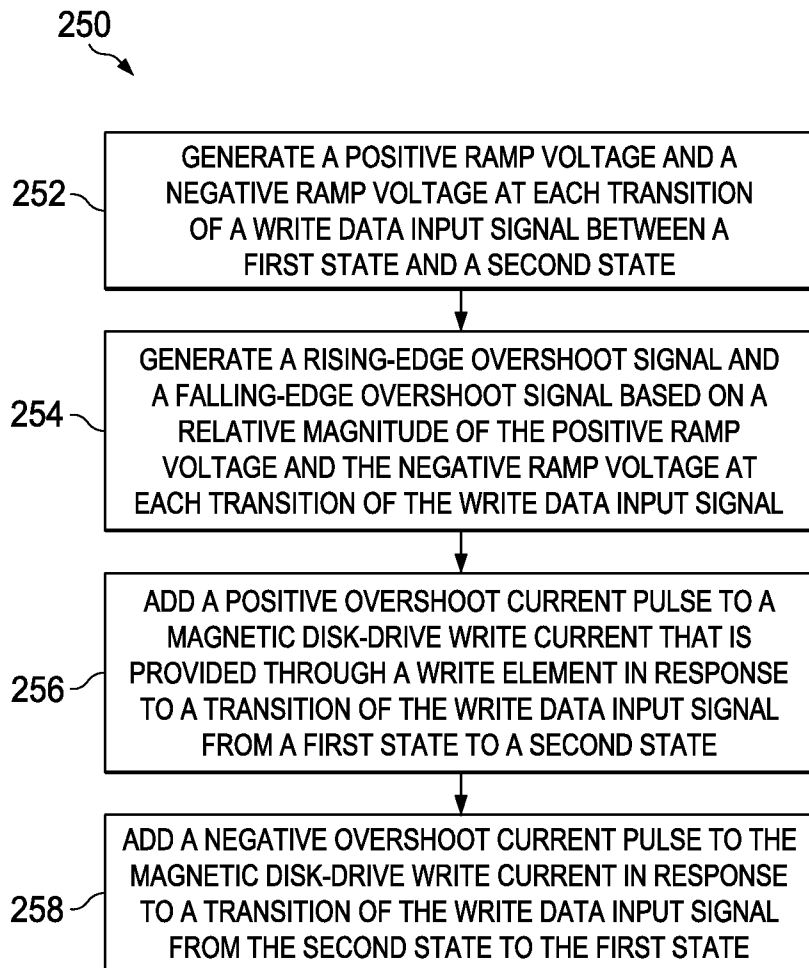 250
252
GENERATE A POSITIVE RAMP VOLTAGE AND A
NEGATIVE RAMP VOLTAGE AT EACH TRANSITION
OF A WRITE DATA INPUT SIGNAL BETWEEN A
FIRST STATE AND A SECOND STATE
254
GENERATE A RISING-EDGE OVERSHOOT SIGNAL AND
A FALLING-EDGE OVERSHOOT SIGNAL BASED ON A
RELATIVE MAGNITUDE OF THE POSITIVE RAMP
VOLTAGE AND THE NEGATIVE RAMP VOLTAGE AT
EACH TRANSITION OF THE WRITE DATA INPUT SIGNAL
256
ADD A POSITIVE OVERSHOOT CURRENT PULSE TO A
MAGNETIC DISK-DRIVE WRITE CURRENT THAT IS
PROVIDED THROUGH A WRITE ELEMENT IN RESPONSE
TO A TRANSITION OF THE WRITE DATA INPUT SIGNAL
FROM A FIRST STATE TO A SECOND STATE
258
ADD A NEGATIVE OVERSHOOT CURRENT PULSE TO THE
MAGNETIC DISK-DRIVE WRITE CURRENT IN RESPONSE
TO A TRANSITION OF THE WRITE DATA INPUT SIGNAL
FROM THE SECOND STATE TO THE FIRST STATE